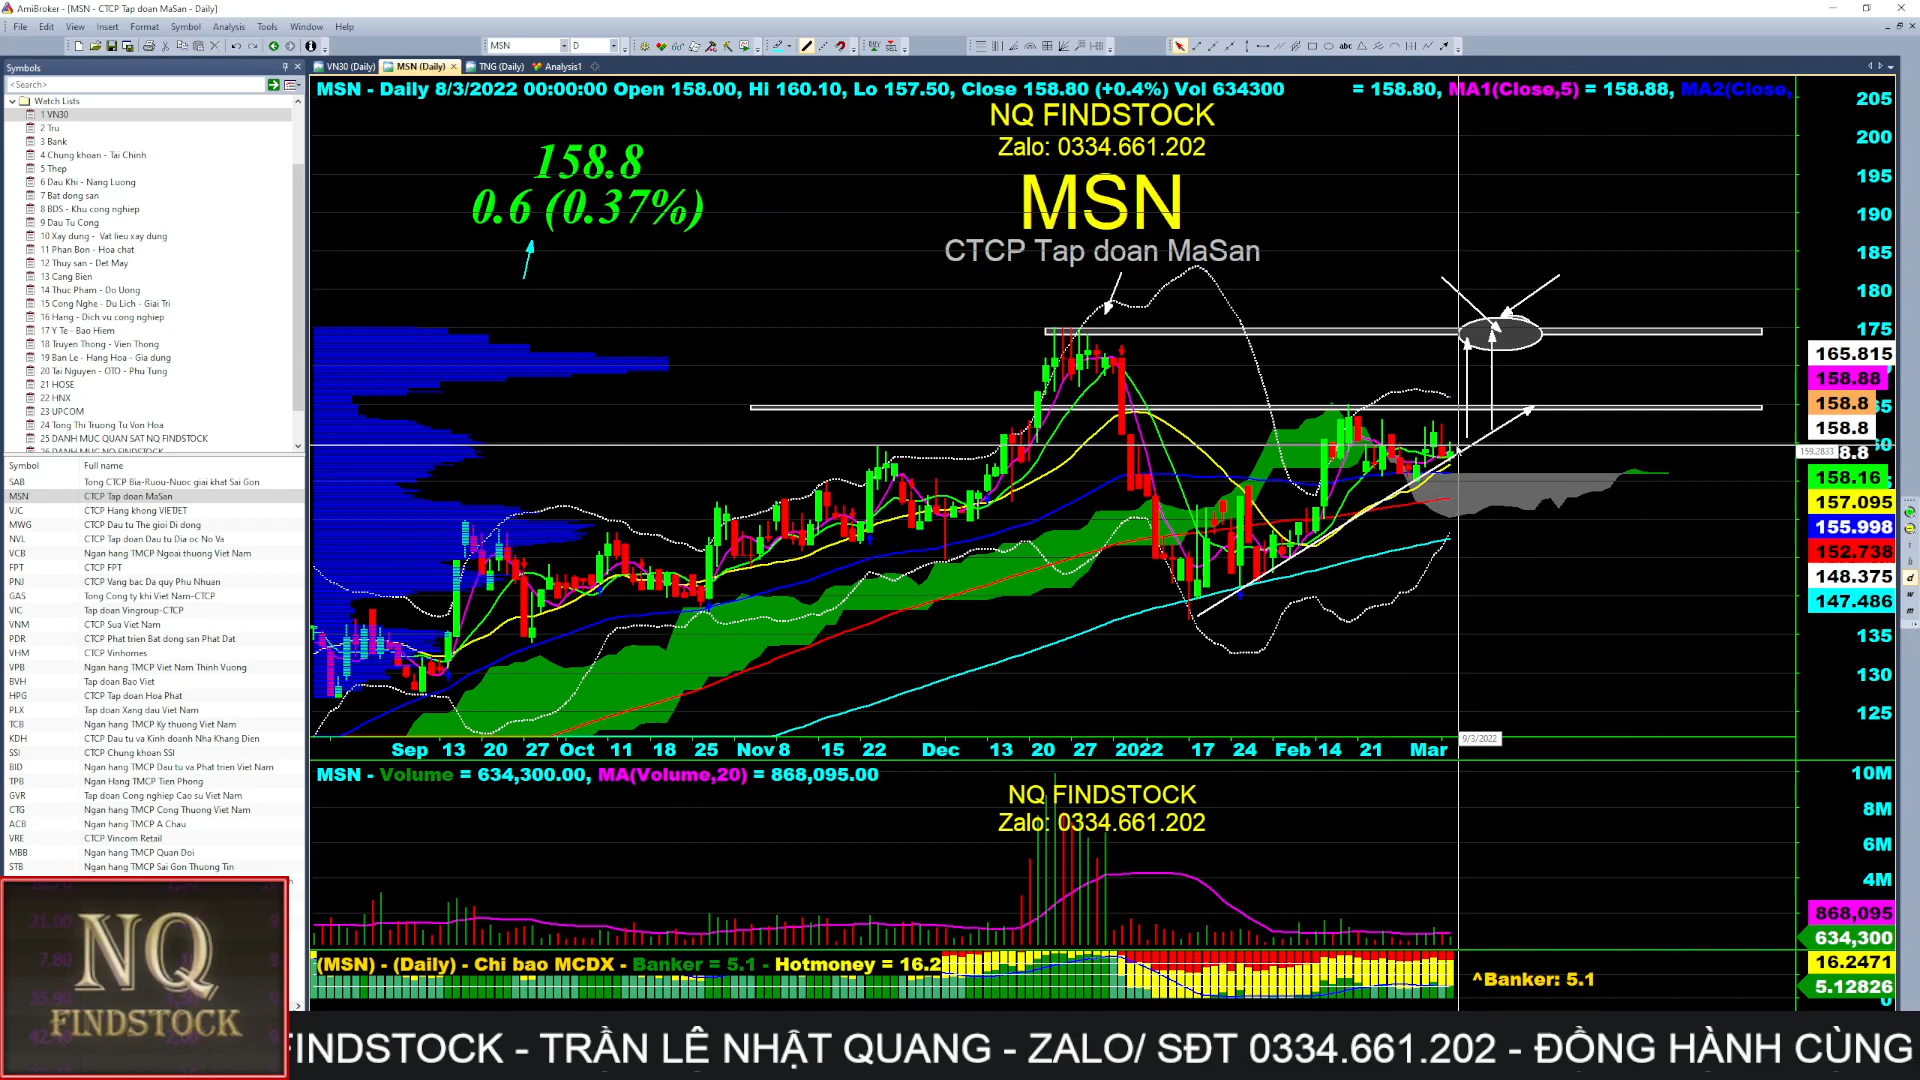 AmiBroker - [MSN - CTCP Tap doan MaSan - Daily]
File Edit View Insert Format Symbol Analysis Tools Window Help
MSN D
Symbols
VN30 (Daily) MSN (Daily) TNG (Daily) Analysis1
<Search>
Watch Lists
1 VN30
2 Tru
3 Bank
4 Chung khoan - Tai Chinh
5 Thep
6 Dau Khi - Nang Luong
7 Bat dong san
8 BDS - Khu cong nghiep
9 Dau Tu Cong
10 Xay dung - Vat lieu xay dung
11 Phan Bon - Hoa chat
12 Thuy san - Det May
13 Cang Bien
14 Thuc Pham - Do Uong
15 Cong Nghe - Du Lich - Giai Tri
16 Hang - Dich vu cong nghiep
17 Y Te - Bao Hiem
18 Truyen Thong - Vien Thong
19 Ban Le - Hang Hoa - Gia dung
20 Tai Nguyen - OTO - Phu Tung
21 HOSE
22 HNX
23 UPCOM
24 Tong Thi Truong Tu Von Hoa
25 DANH MUC QUAN SAT NQ FINDSTOCK
Symbol Full name
SAB Tong CTCP Bia-Ruou-Nuoc giai khat Sai Gon
MSN CTCP Tap doan MaSan
VJC CTCP Hang khong VIETJET
MWG CTCP Dau tu The gioi Di dong
NVL CTCP Tap doan Dau tu Dia oc No Va
VCB Ngan hang TMCP Ngoai thuong Viet Nam
FPT CTCP FPT
PNJ CTCP Vang bac Da quy Phu Nhuan
GAS Tong Cong ty khi Viet Nam-CTCP
VIC Tap doan Vingroup-CTCP
VNM CTCP Sua Viet Nam
PDR CTCP Phat trien Bat dong san Phat Dat
VHM CTCP Vinhomes
VPB Ngan hang TMCP Viet Nam Thinh Vuong
BVH Tap doan Bao Viet
HPG CTCP Tap doan Hoa Phat
PLX Tap doan Xang dau Viet Nam
TCB Ngan hang TMCP Ky thuong Viet Nam
KDH CTCP Dau tu va Kinh doanh Nha Khang Dien
SSI CTCP Chung khoan SSI
BID Ngan hang TMCP Dau tu va Phat trien Viet Nam
TPB Ngan Hang TMCP Tien Phong
GVR Tap doan Cong nghiep Cao su Viet Nam
CTG Ngan hang TMCP Cong Thuong Viet Nam
ACB Ngan hang TMCP A Chau
VRE CTCP Vincom Retail
MBB Ngan hang TMCP Quan Doi
STB Ngan hang TMCP Sai Gon Thuong Tin
MSN - Daily 8/3/2022 00:00:00 Open 158.00, Hi 160.10, Lo 157.50, Close 158.80 (+0.4%) Vol 634300 = 158.80, MA1(Close,5) = 158.88, MA2(Close,
NQ FINDSTOCK
Zalo: 0334.661.202
158.8
0.6 (0.37%)
MSN
CTCP Tap doan MaSan
205
200
195
190
185
180
175
165.815
158.88
158.8
158.8
159.2833
158.16
157.095
155.998
152.738
148.375
147.486
135
130
125
Sep 13 20 27 Oct 11 18 25 Nov 8 15 22 Dec 13 20 27 2022 17 24 Feb 14 21 Mar 9/3/2022
MSN - Volume = 634,300.00, MA(Volume,20) = 868,095.00
NQ FINDSTOCK
Zalo: 0334.661.202
10M
8M
6M
4M
868,095
634,300
(MSN) - (Daily) - Chi bao MCDX - Banker = 5.1 - Hotmoney = 16.2
^Banker: 5.1
16.2471
5.12826
NQ
FINDSTOCK
FINDSTOCK - TRẦN LÊ NHẬT QUANG - ZALO/ SĐT 0334.661.202 - ĐỒNG HÀNH CÙNG